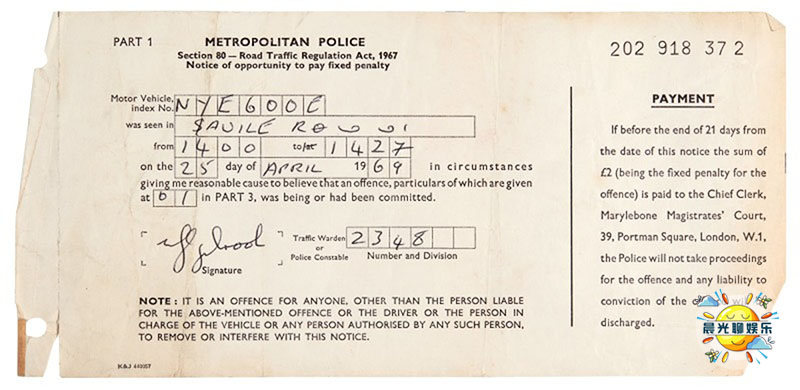 PART 1
METROPOLITAN POLICE
202 918 37 2
Section 80 — Road Traffic Regulation Act, 1967
Notice of opportunity to pay fixed penalty
Motor Vehicle, index No. NYE600E
was seen in SAVILE ROW W1
from 1400 to/at 1427
on the 25 day of APRIL 1969 in circumstances
giving me reasonable cause to believe that an offence, particulars of which are given
at 01 in PART 3, was being or had been committed.
Signature
Traffic Warden or Police Constable 2348
Number and Division
NOTE : IT IS AN OFFENCE FOR ANYONE, OTHER THAN THE PERSON LIABLE
FOR THE ABOVE-MENTIONED OFFENCE OR THE DRIVER OR THE PERSON IN
CHARGE OF THE VEHICLE OR ANY PERSON AUTHORISED BY ANY SUCH PERSON,
TO REMOVE OR INTERFERE WITH THIS NOTICE.
K&J 440057
PAYMENT
If before the end of 21 days from
the date of this notice the sum of
£2 (being the fixed penalty for the
offence) is paid to the Chief Clerk,
Marylebone Magistrates' Court,
39, Portman Square, London, W.1,
the Police will not take proceedings
for the offence and any liability to
conviction of the
discharged.
晨光聊娱乐